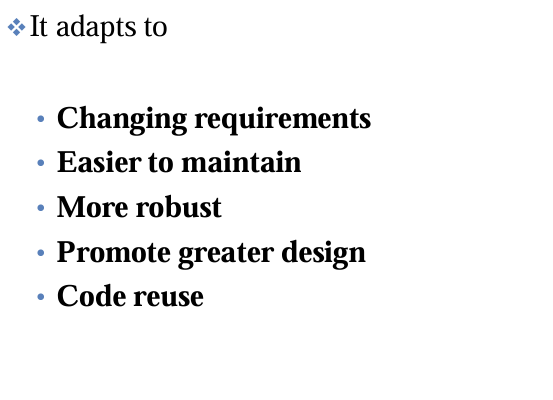 ❖It adapts to
• Changing requirements
• Easier to maintain
• More robust
• Promote greater design
• Code reuse